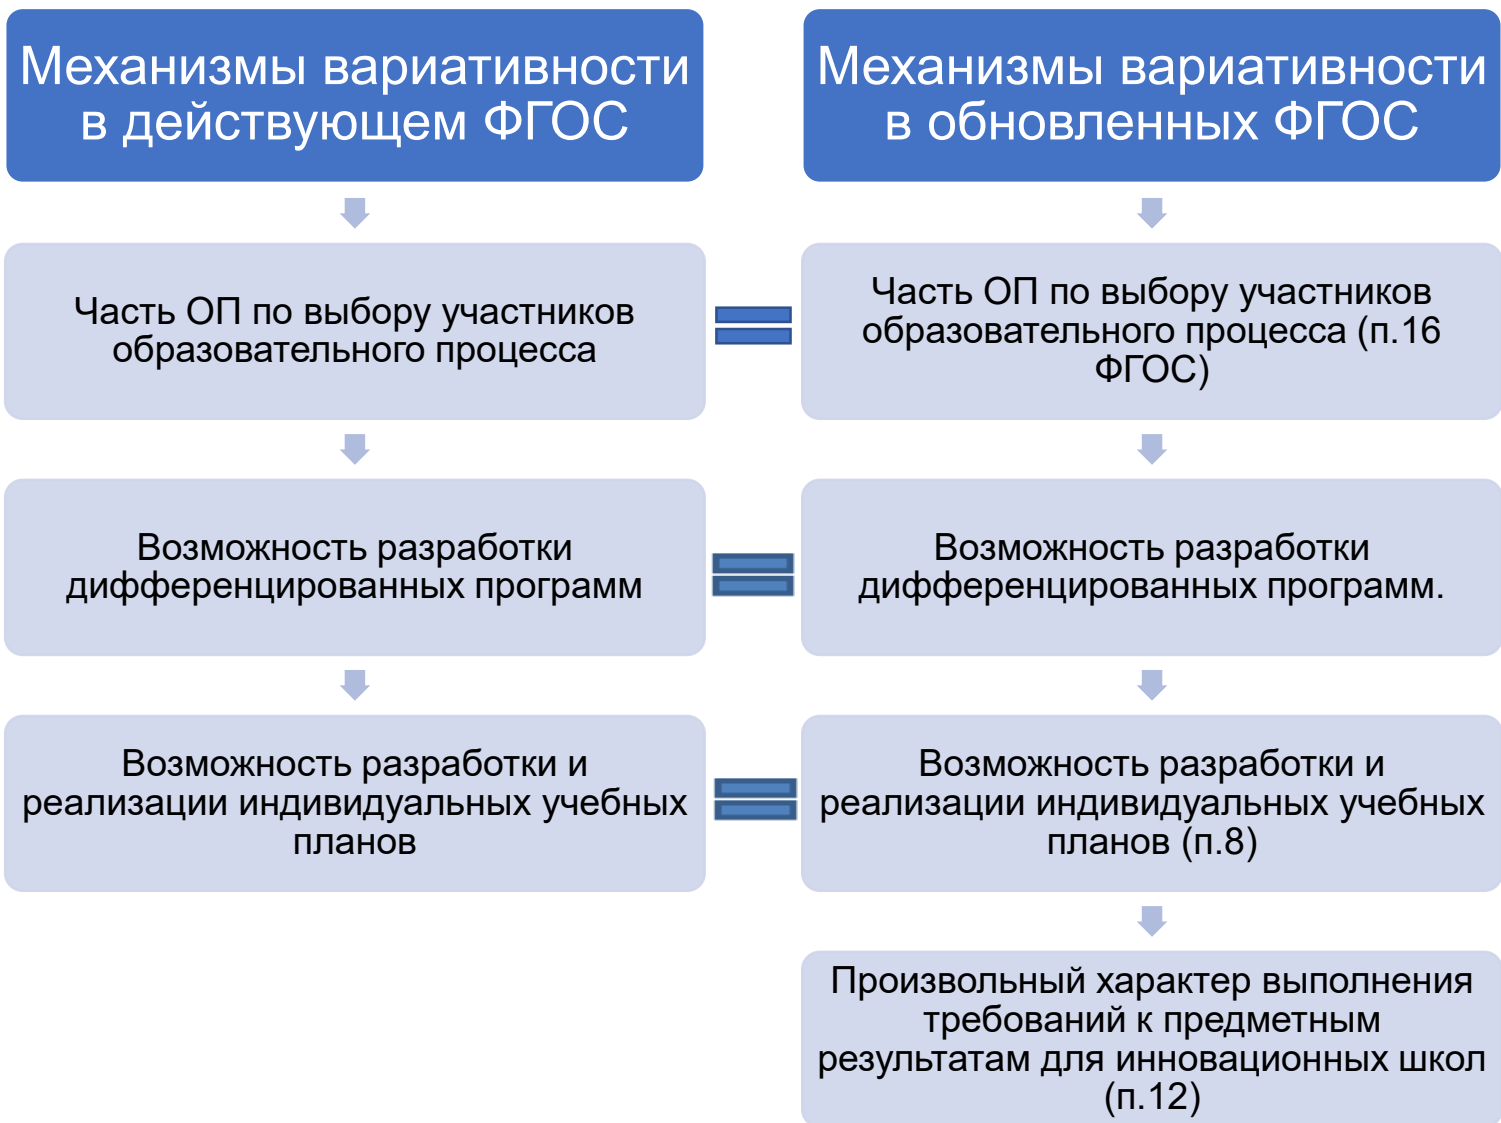 Механизмы вариативности
в действующем ФГОС
Часть ОП по выбору участников
образовательного процесса
Возможность разработки
дифференцированных программ
Возможность разработки и
реализации индивидуальных учебных
планов
Механизмы вариативности
в обновленных ФГОС
Часть ОП по выбору участников
образовательного процесса (п.16
ФГОС)
Возможность разработки
дифференцированных программ.
Возможность разработки и
реализации индивидуальных учебных
планов (п.8)
Произвольный характер выполнения
требований к предметным
результатам для инновационных школ
(п.12)